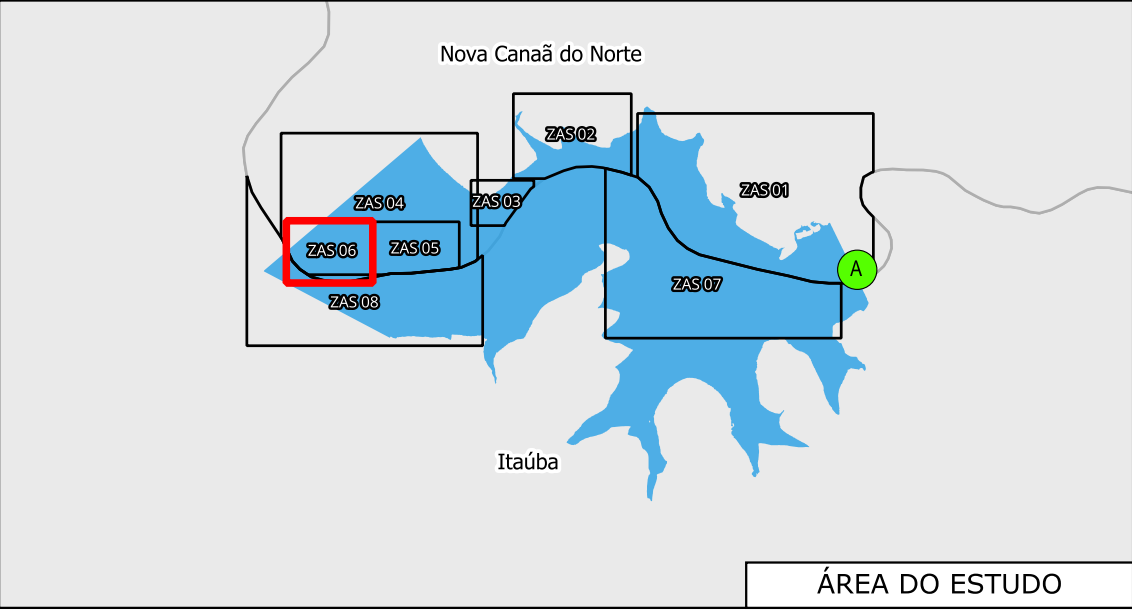 Nova Canaã do Norte
ZAS 02
ZAS 01
ZAS 04
ZAS 03
ZAS 06
ZAS 05
A
ZAS 07
ZAS 08
Itaúba
ÁREA DO ESTUDO